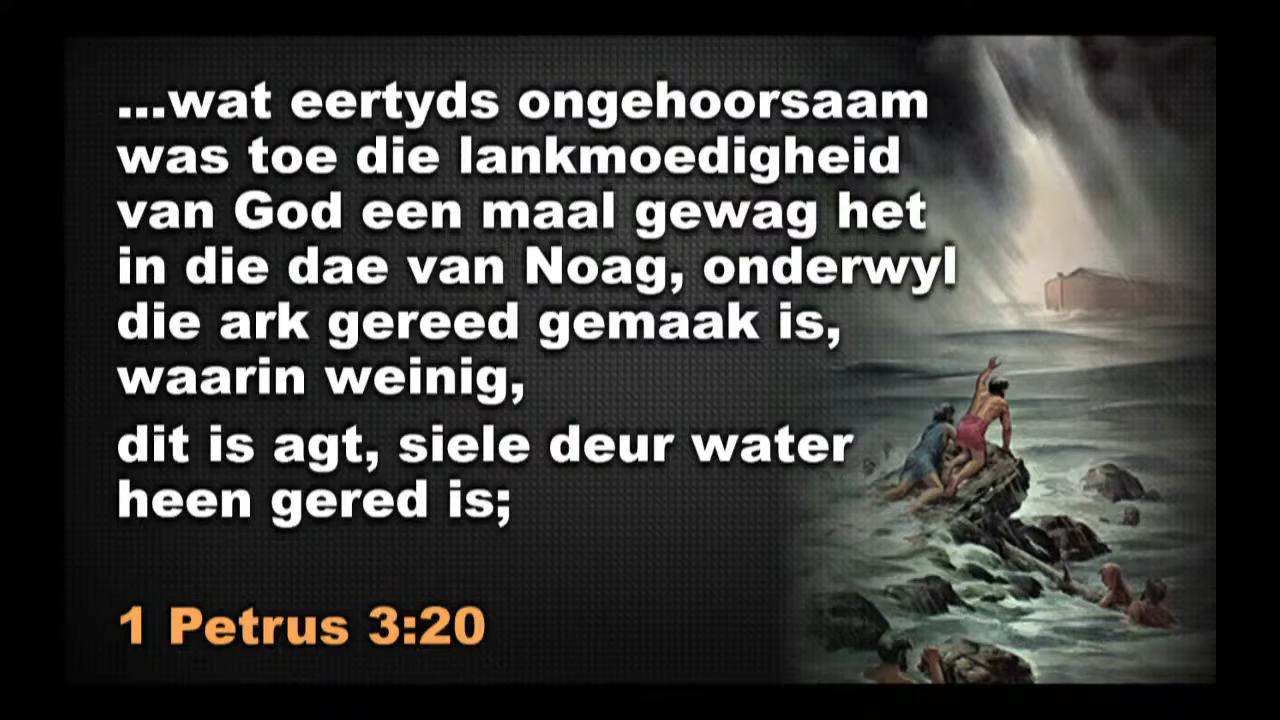 ...wat eertyds ongehoorsaam
was toe die lankmoedigheid
van God een maal gewag het
in die dae van Noag, onderwyl
die ark gereed gemaak is,
waarin weinig,
dit is agt, siele deur water
heen gered is;
1 Petrus 3:20